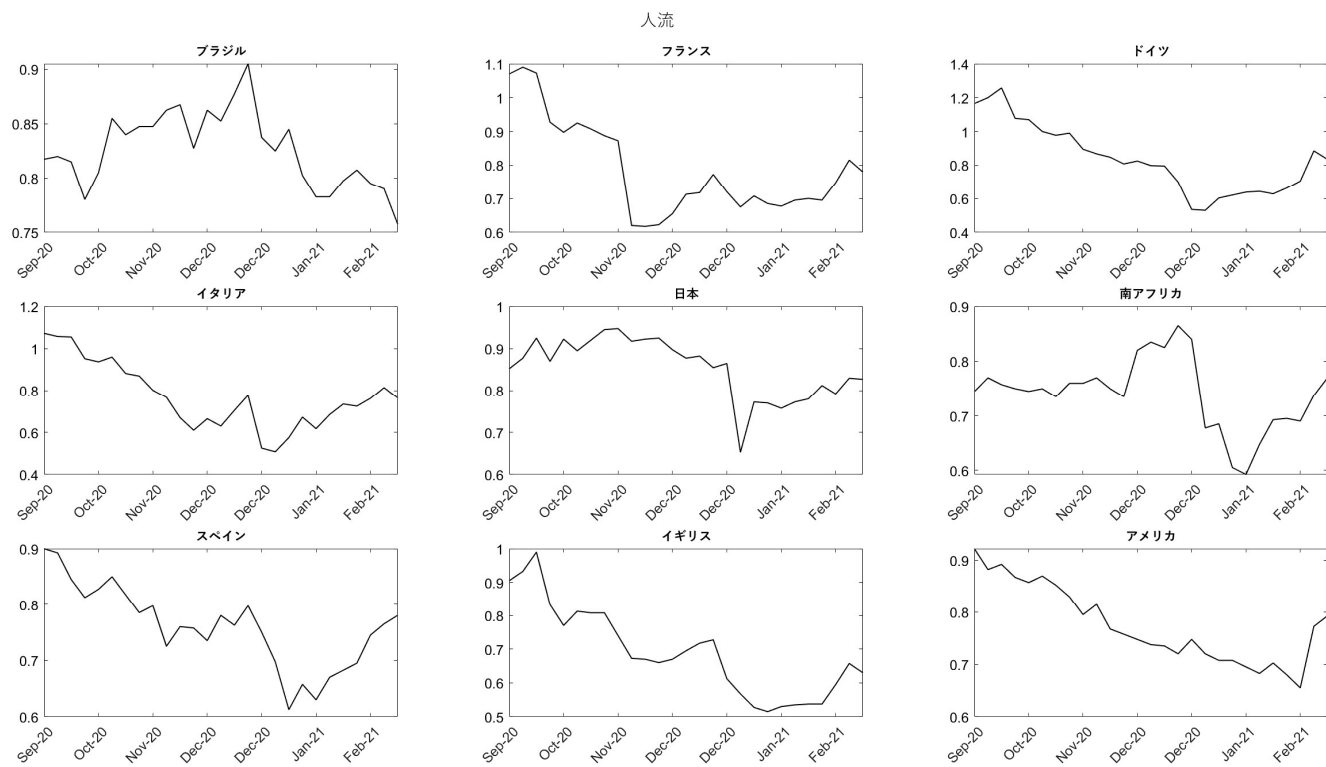 人流
ブラジル
0.9
0.85
0.8
0.75
Sep-20
Oct-20
Nov-20
Dec-20
Dec-20
Jan-21
Feb-21
フランス
1.1
1
0.9
0.8
0.7
0.6
Sep-20
Oct-20
Nov-20
Dec-20
Dec-20
Jan-21
Feb-21
ドイツ
1.4
1.2
1
0.8
0.6
0.4
Sep-20
Oct-20
Nov-20
Dec-20
Dec-20
Jan-21
Feb-21
イタリア
1.2
1
0.8
0.6
0.4
Sep-20
Oct-20
Nov-20
Dec-20
Dec-20
Jan-21
Feb-21
日本
1
0.9
0.8
0.7
0.6
Sep-20
Oct-20
Nov-20
Dec-20
Dec-20
Jan-21
Feb-21
南アフリカ
0.9
0.8
0.7
0.6
Sep-20
Oct-20
Nov-20
Dec-20
Dec-20
Jan-21
Feb-21
スペイン
0.9
0.8
0.7
0.6
Sep-20
Oct-20
Nov-20
Dec-20
Dec-20
Jan-21
Feb-21
イギリス
1
0.9
0.8
0.7
0.6
0.5
Sep-20
Oct-20
Nov-20
Dec-20
Dec-20
Jan-21
Feb-21
アメリカ
0.9
0.8
0.7
0.6
Sep-20
Oct-20
Nov-20
Dec-20
Dec-20
Jan-21
Feb-21